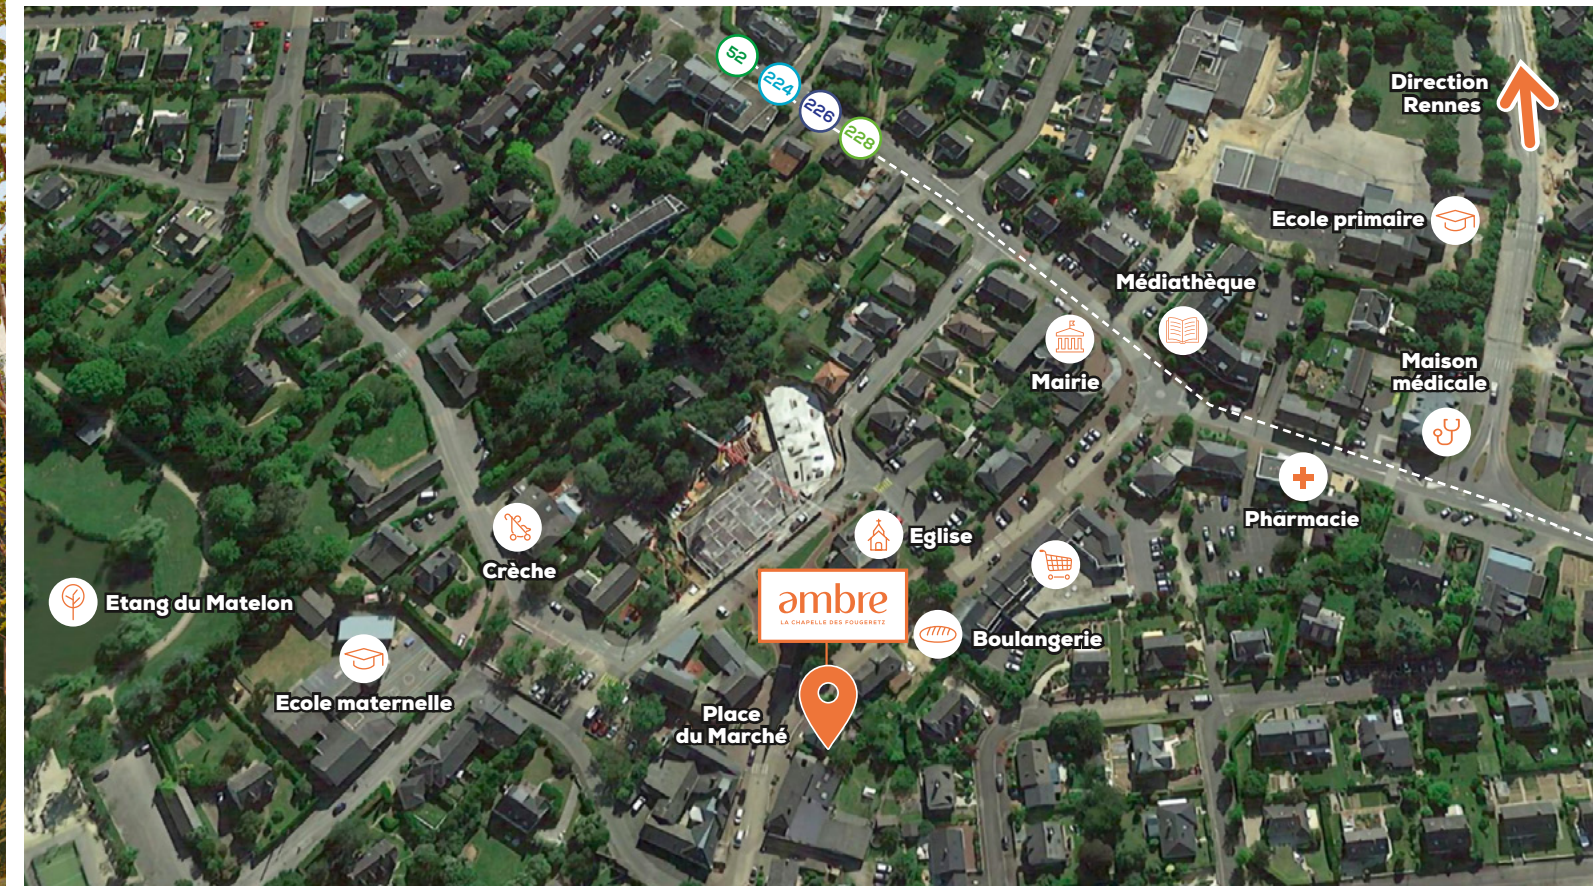 52
224
226
228
Direction
Rennes
Ecole primaire
Médiathèque
Mairie
Maison
médicale
Pharmacie
Eglise
Crèche
Etang du Matelon
ambre
LA CHAPELLE DES FOUGERETZ
Boulangerie
Ecole maternelle
Place
du Marché